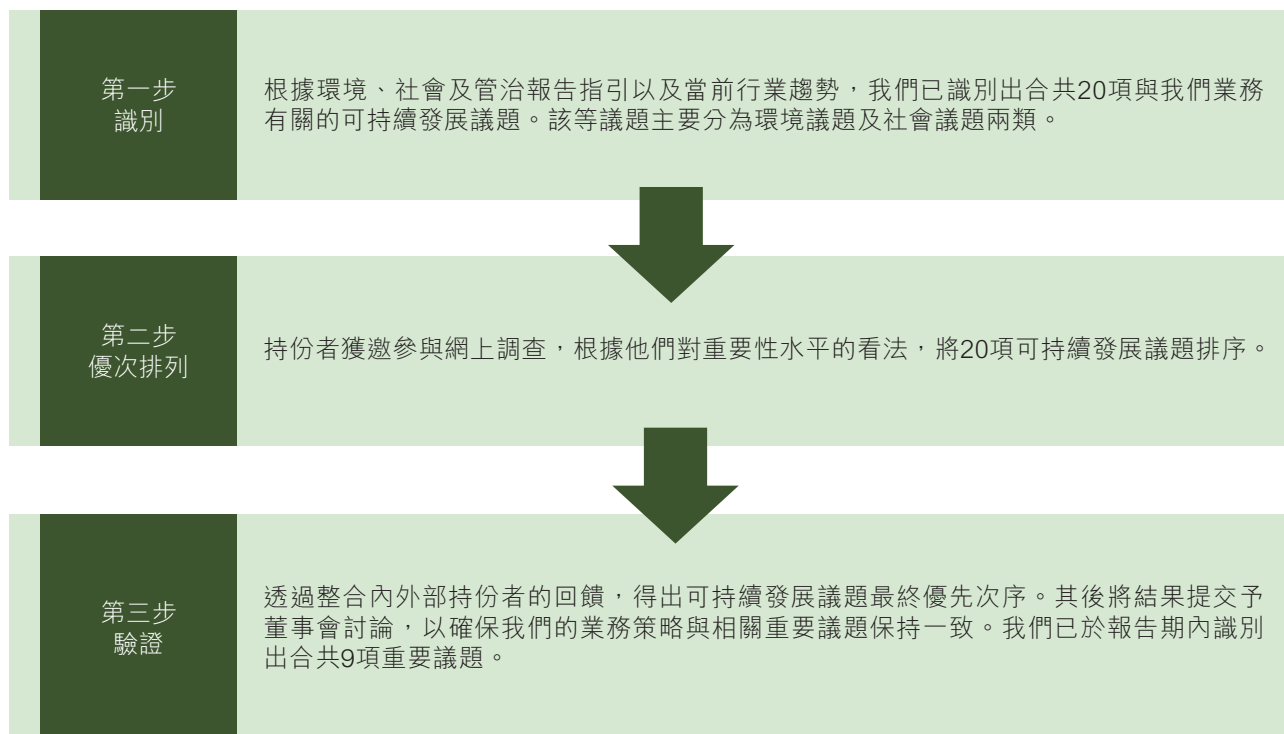 第一步
識別
根據環境、社會及管治報告指引以及當前行業趨勢，我們已識別出合共20項與我們業務
有關的可持續發展議題。該等議題主要分為環境議題及社會議題兩類。
第二步
優次排列
持份者獲邀參與網上調查，根據他們對重要性水平的看法，將20項可持續發展議題排序。
第三步
驗證
透過整合內外部持份者的回饋，得出可持續發展議題最終優先次序。其後將結果提交予
董事會討論，以確保我們的業務策略與相關重要議題保持一致。我們已於報告期內識別
出合共9項重要議題。